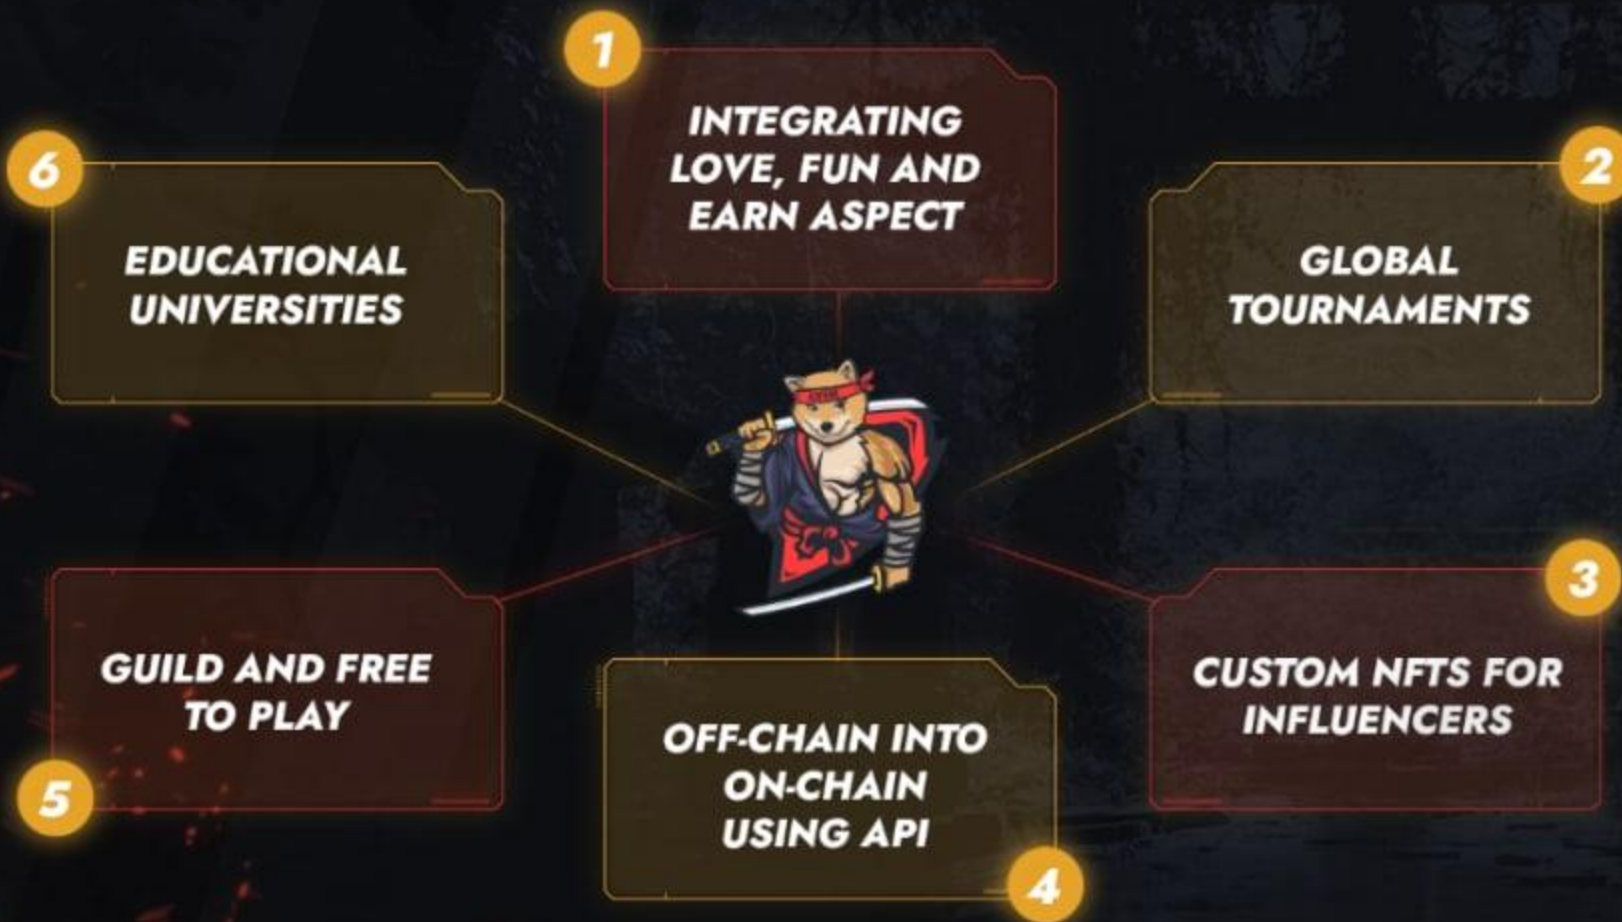 1
INTEGRATING
LOVE, FUN AND
EARN ASPECT
2
GLOBAL
TOURNAMENTS
3
CUSTOM NFTS FOR
INFLUENCERS
4
OFF-CHAIN INTO
ON-CHAIN
USING API
5
GUILD AND FREE
TO PLAY
6
EDUCATIONAL
UNIVERSITIES